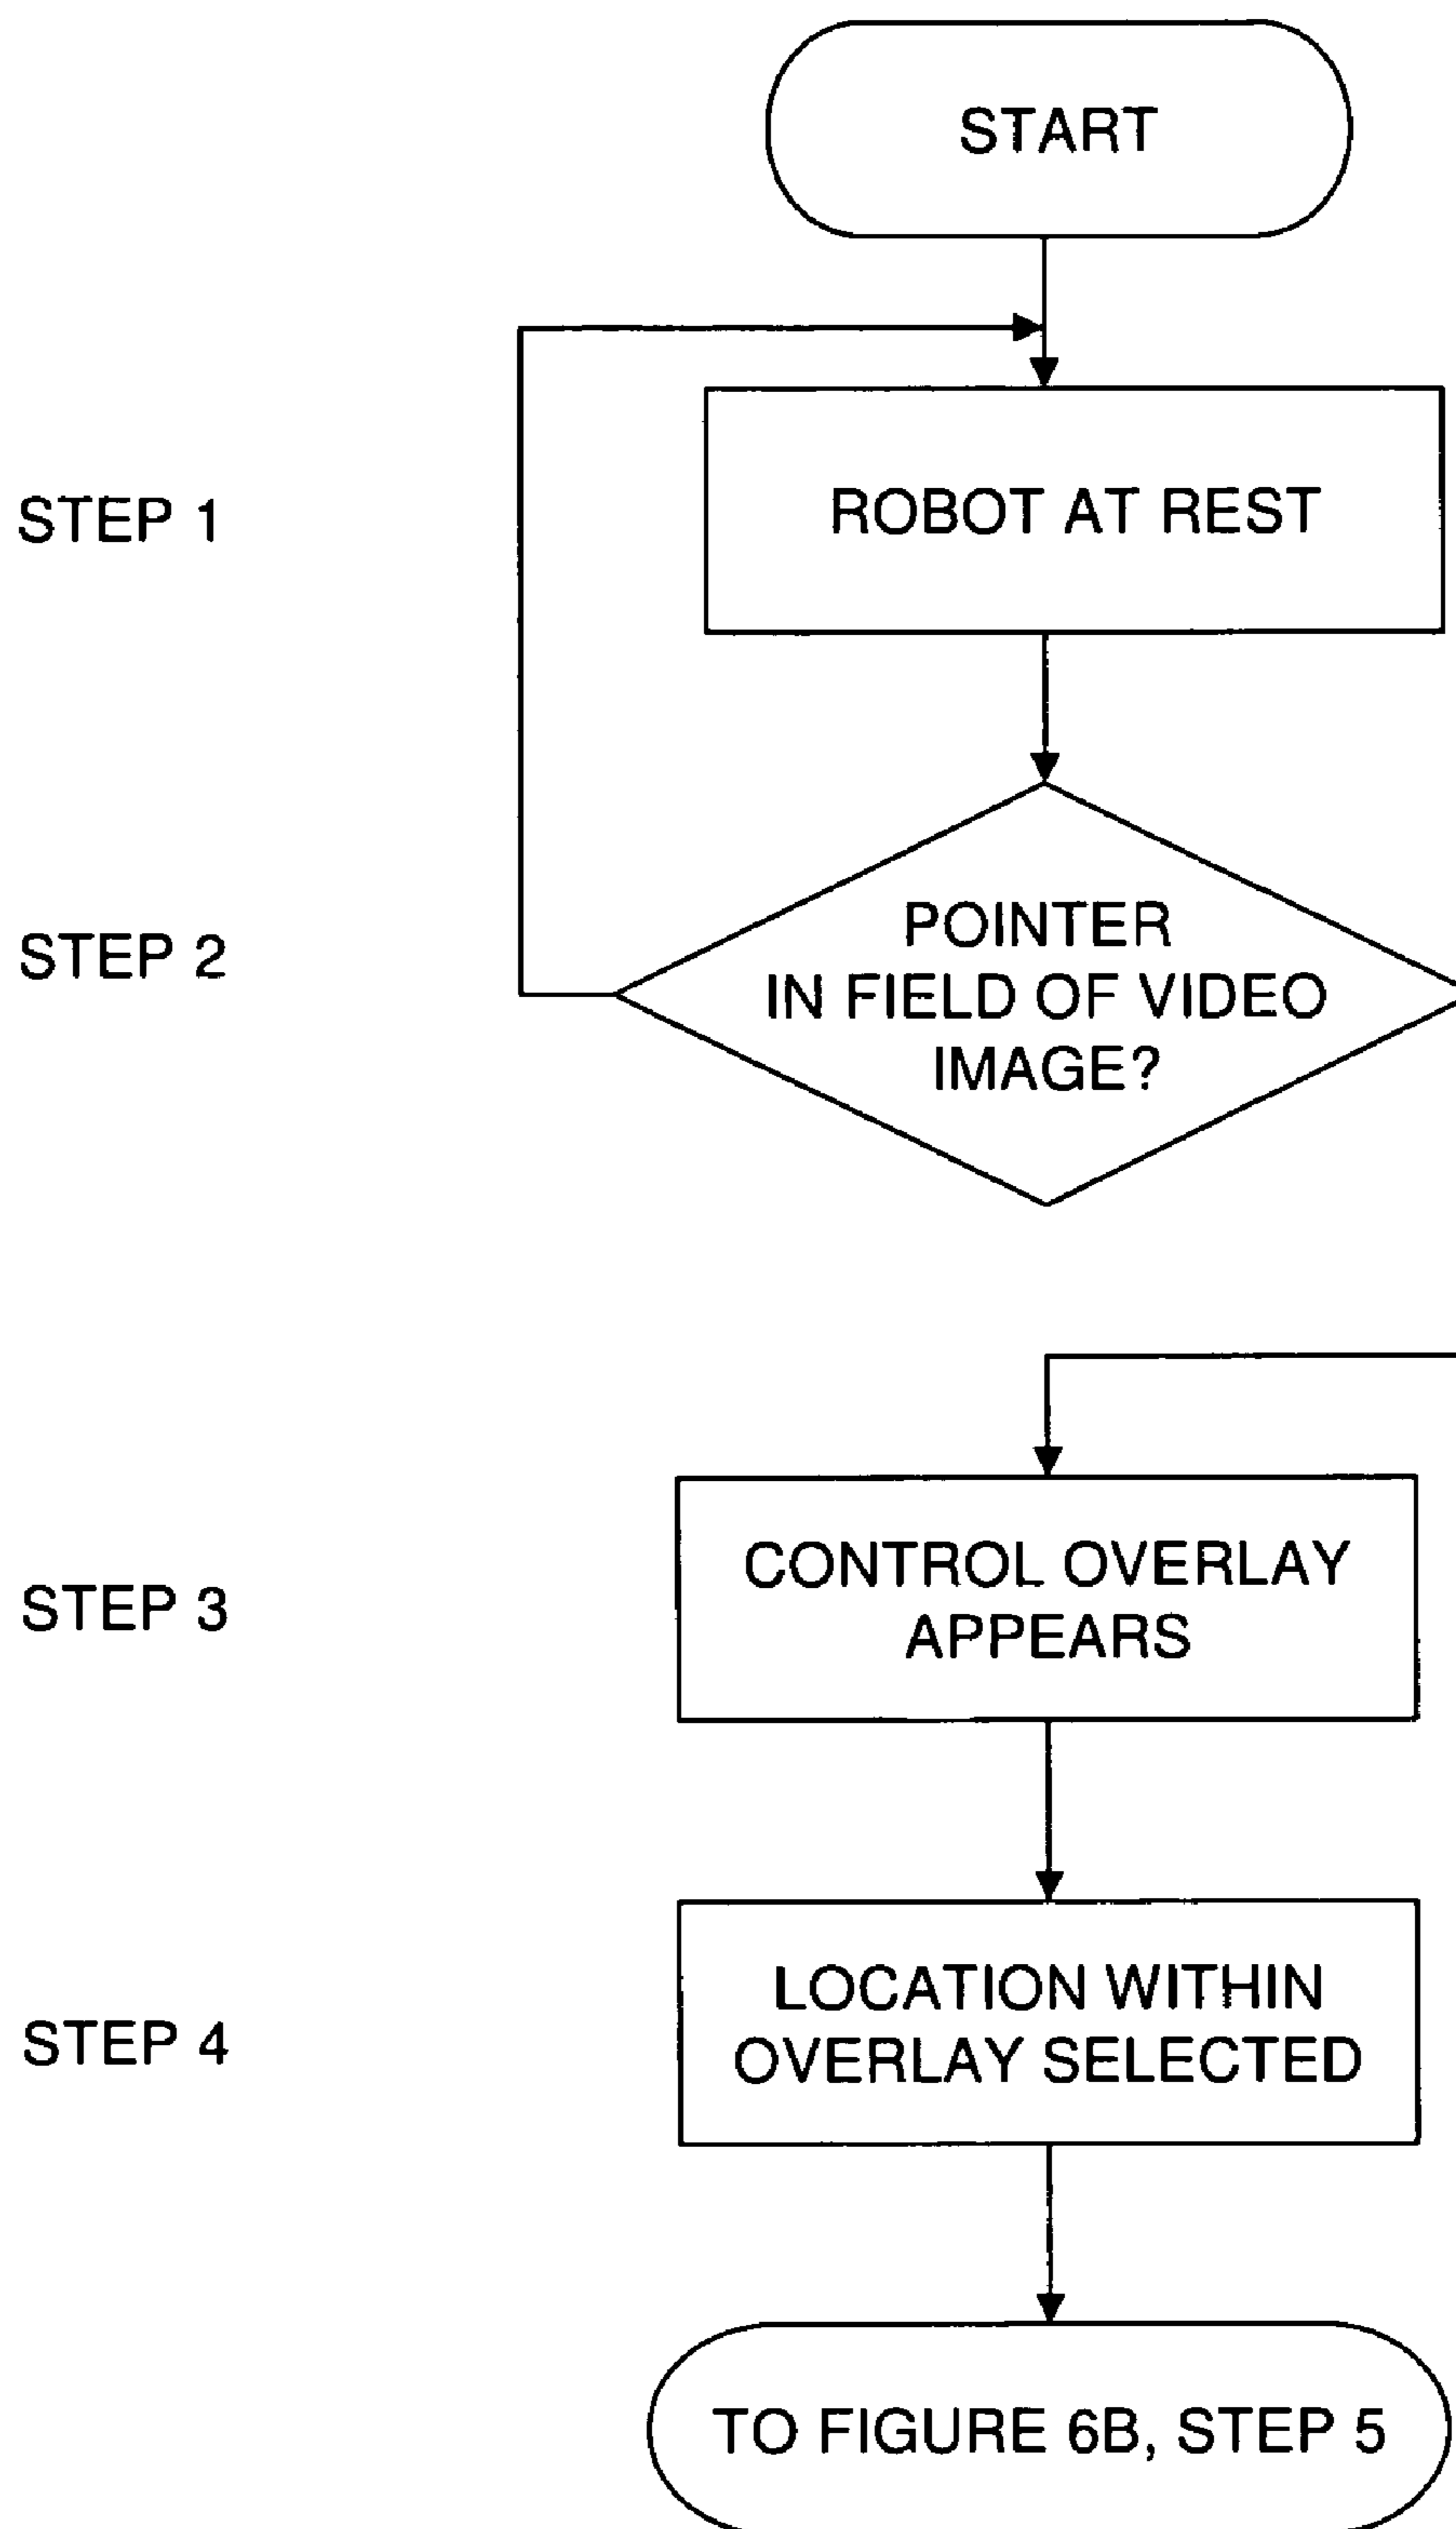 START
STEP 1
ROBOT AT REST
STEP 2
POINTER
IN FIELD OF VIDEO
IMAGE?
STEP 3
CONTROL OVERLAY
APPEARS
STEP 4
LOCATION WITHIN
OVERLAY SELECTED
TO FIGURE 6B, STEP 5